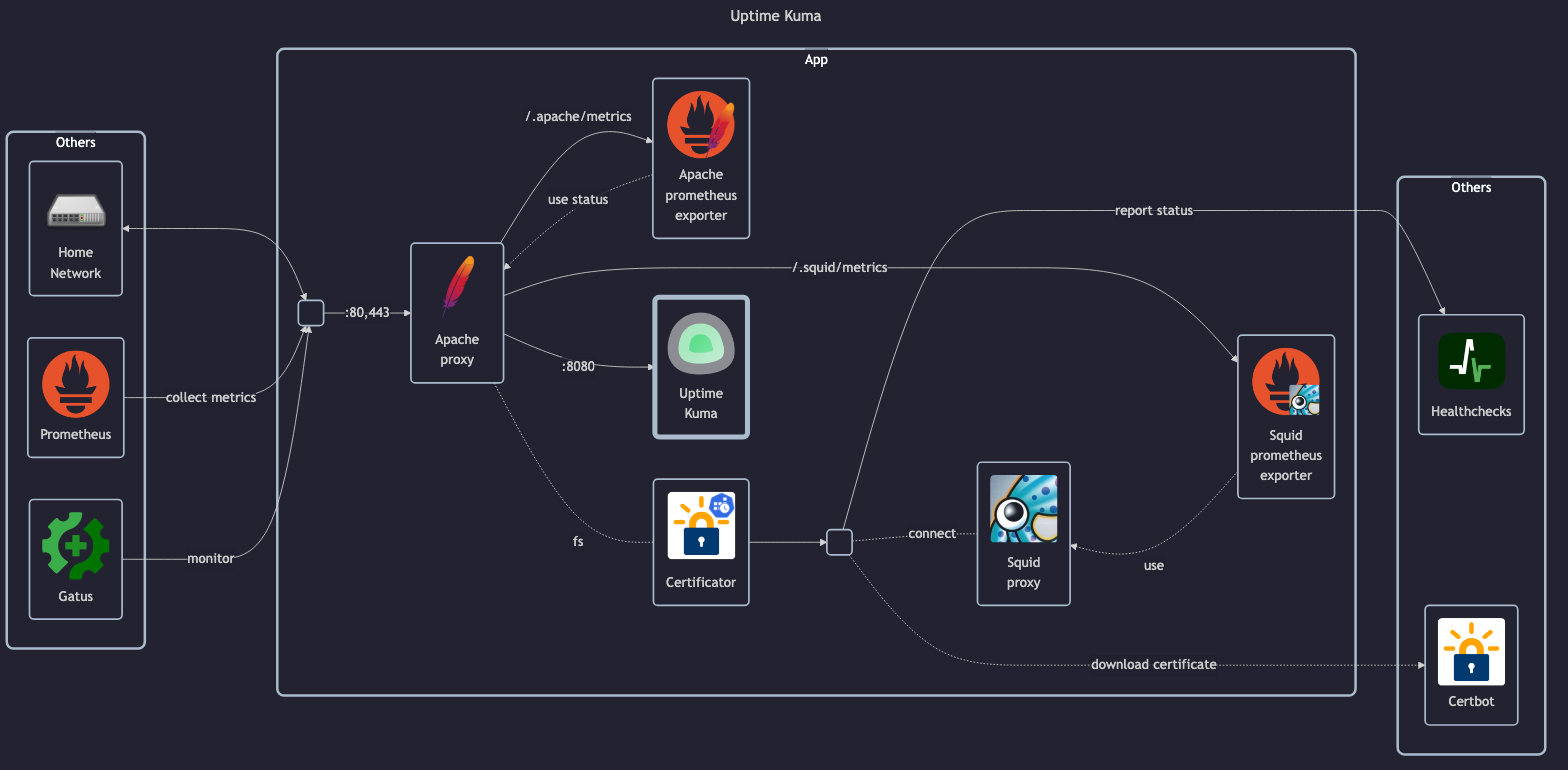 Uptime Kuma
App
Others
Home
Network
Prometheus
Gatus
collect metrics
monitor
:80,443
Apache
proxy
/.apache/metrics
use status
Apache
prometheus
exporter
/.squid/metrics
:8080
Uptime
Kuma
fs
Certificator
connect
Squid
proxy
use
Squid
prometheus
exporter
report status
download certificate
Others
Healthchecks
Certbot